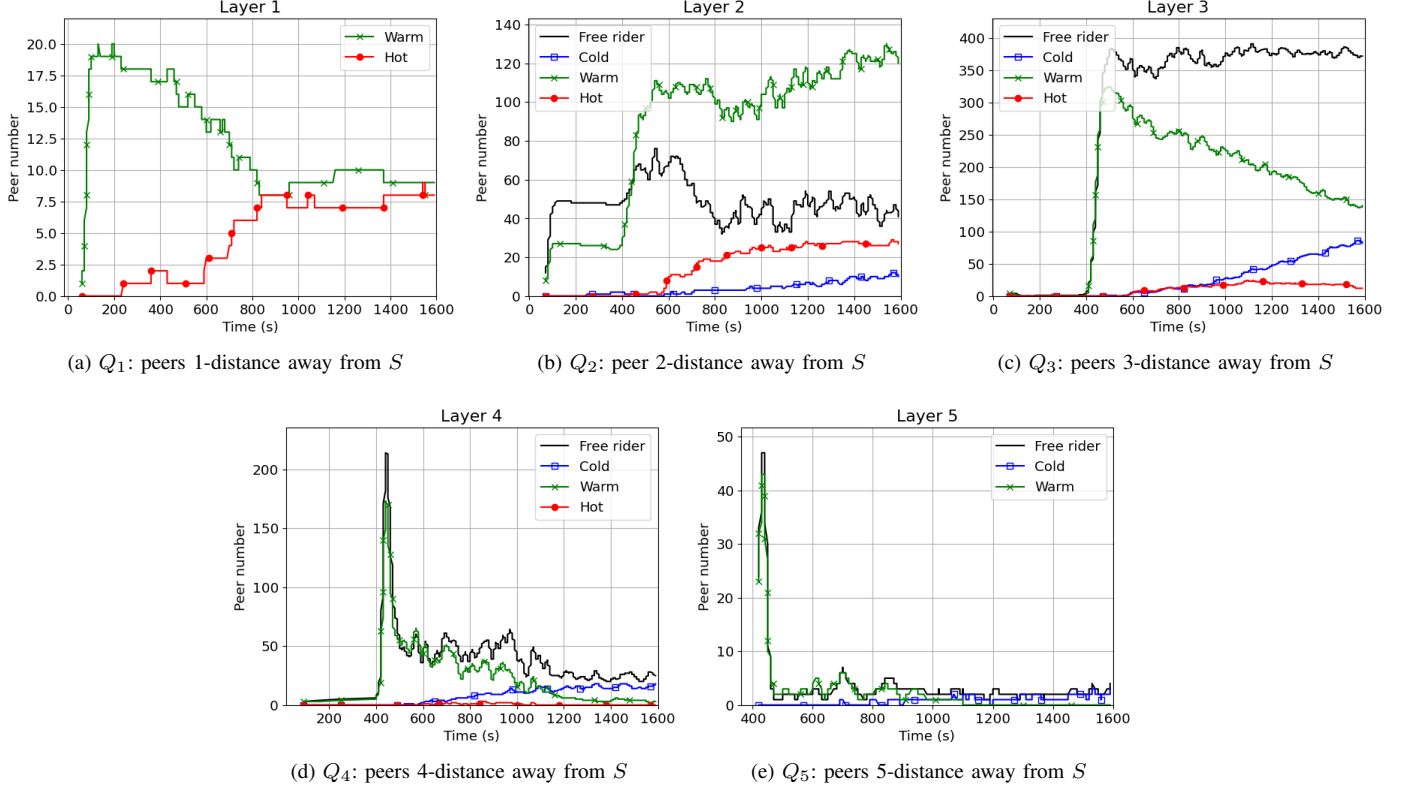 Layer 1
20.0
17.5
15.0
12.5
10.0
7.5
5.0
2.5
0.0
Peer number
Warm
Hot
0 200 400 600 800 1000 1200 1400 1600
Time (s)
(a) Q1: peers 1-distance away from S
Layer 2
140
120
100
80
60
40
20
0
Peer number
Free rider
Cold
Warm
Hot
0 200 400 600 800 1000 1200 1400 1600
Time (s)
(b) Q2: peer 2-distance away from S
Layer 3
400
350
300
250
200
150
100
50
0
Peer number
Free rider
Cold
Warm
Hot
0 200 400 600 800 1000 1200 1400 1600
Time (s)
(c) Q3: peers 3-distance away from S
Layer 4
200
150
100
50
0
Peer number
Free rider
Cold
Warm
Hot
200 400 600 800 1000 1200 1400 1600
Time (s)
(d) Q4: peers 4-distance away from S
Layer 5
50
40
30
20
10
0
Peer number
Free rider
Cold
Warm
400 600 800 1000 1200 1400 1600
Time (s)
(e) Q5: peers 5-distance away from S